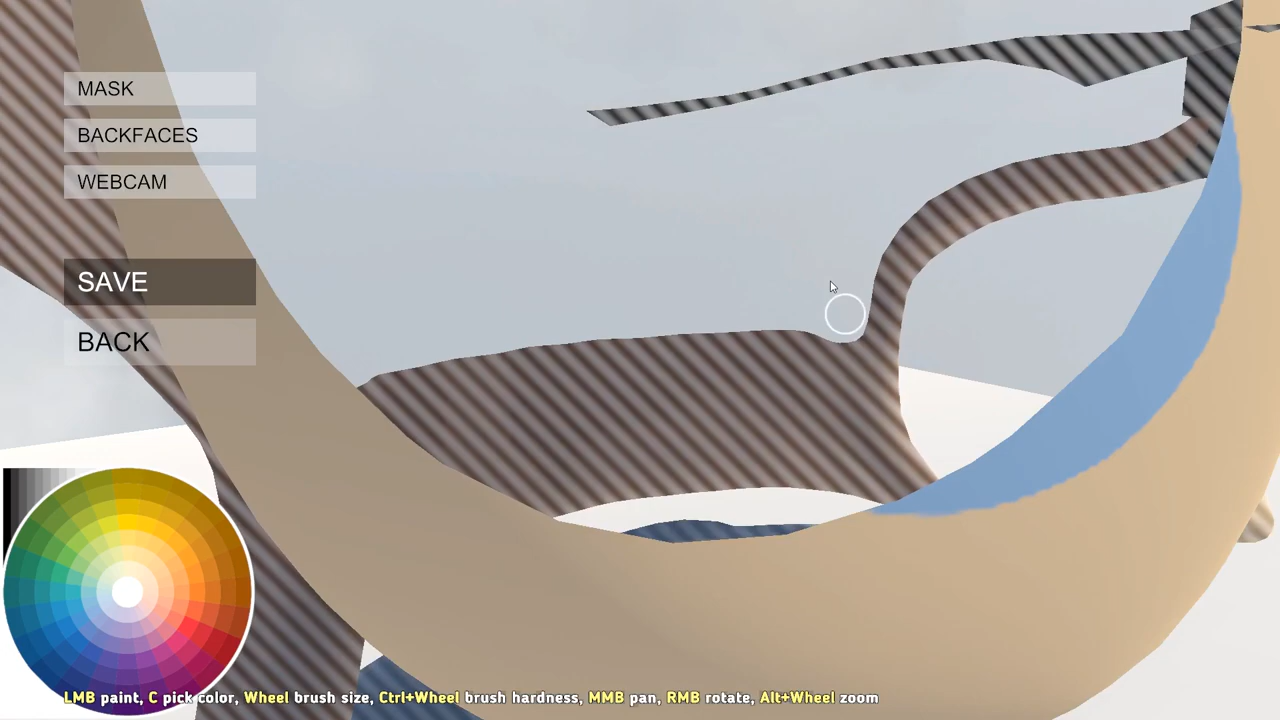 MASK
BACKFACES
WEBCAM
SAVE
BACK
LMB paint, C pick color, Wheel brush size, Ctrl+Wheel brush hardness, MMB pan, RMB rotate, Alt+Wheel zoom